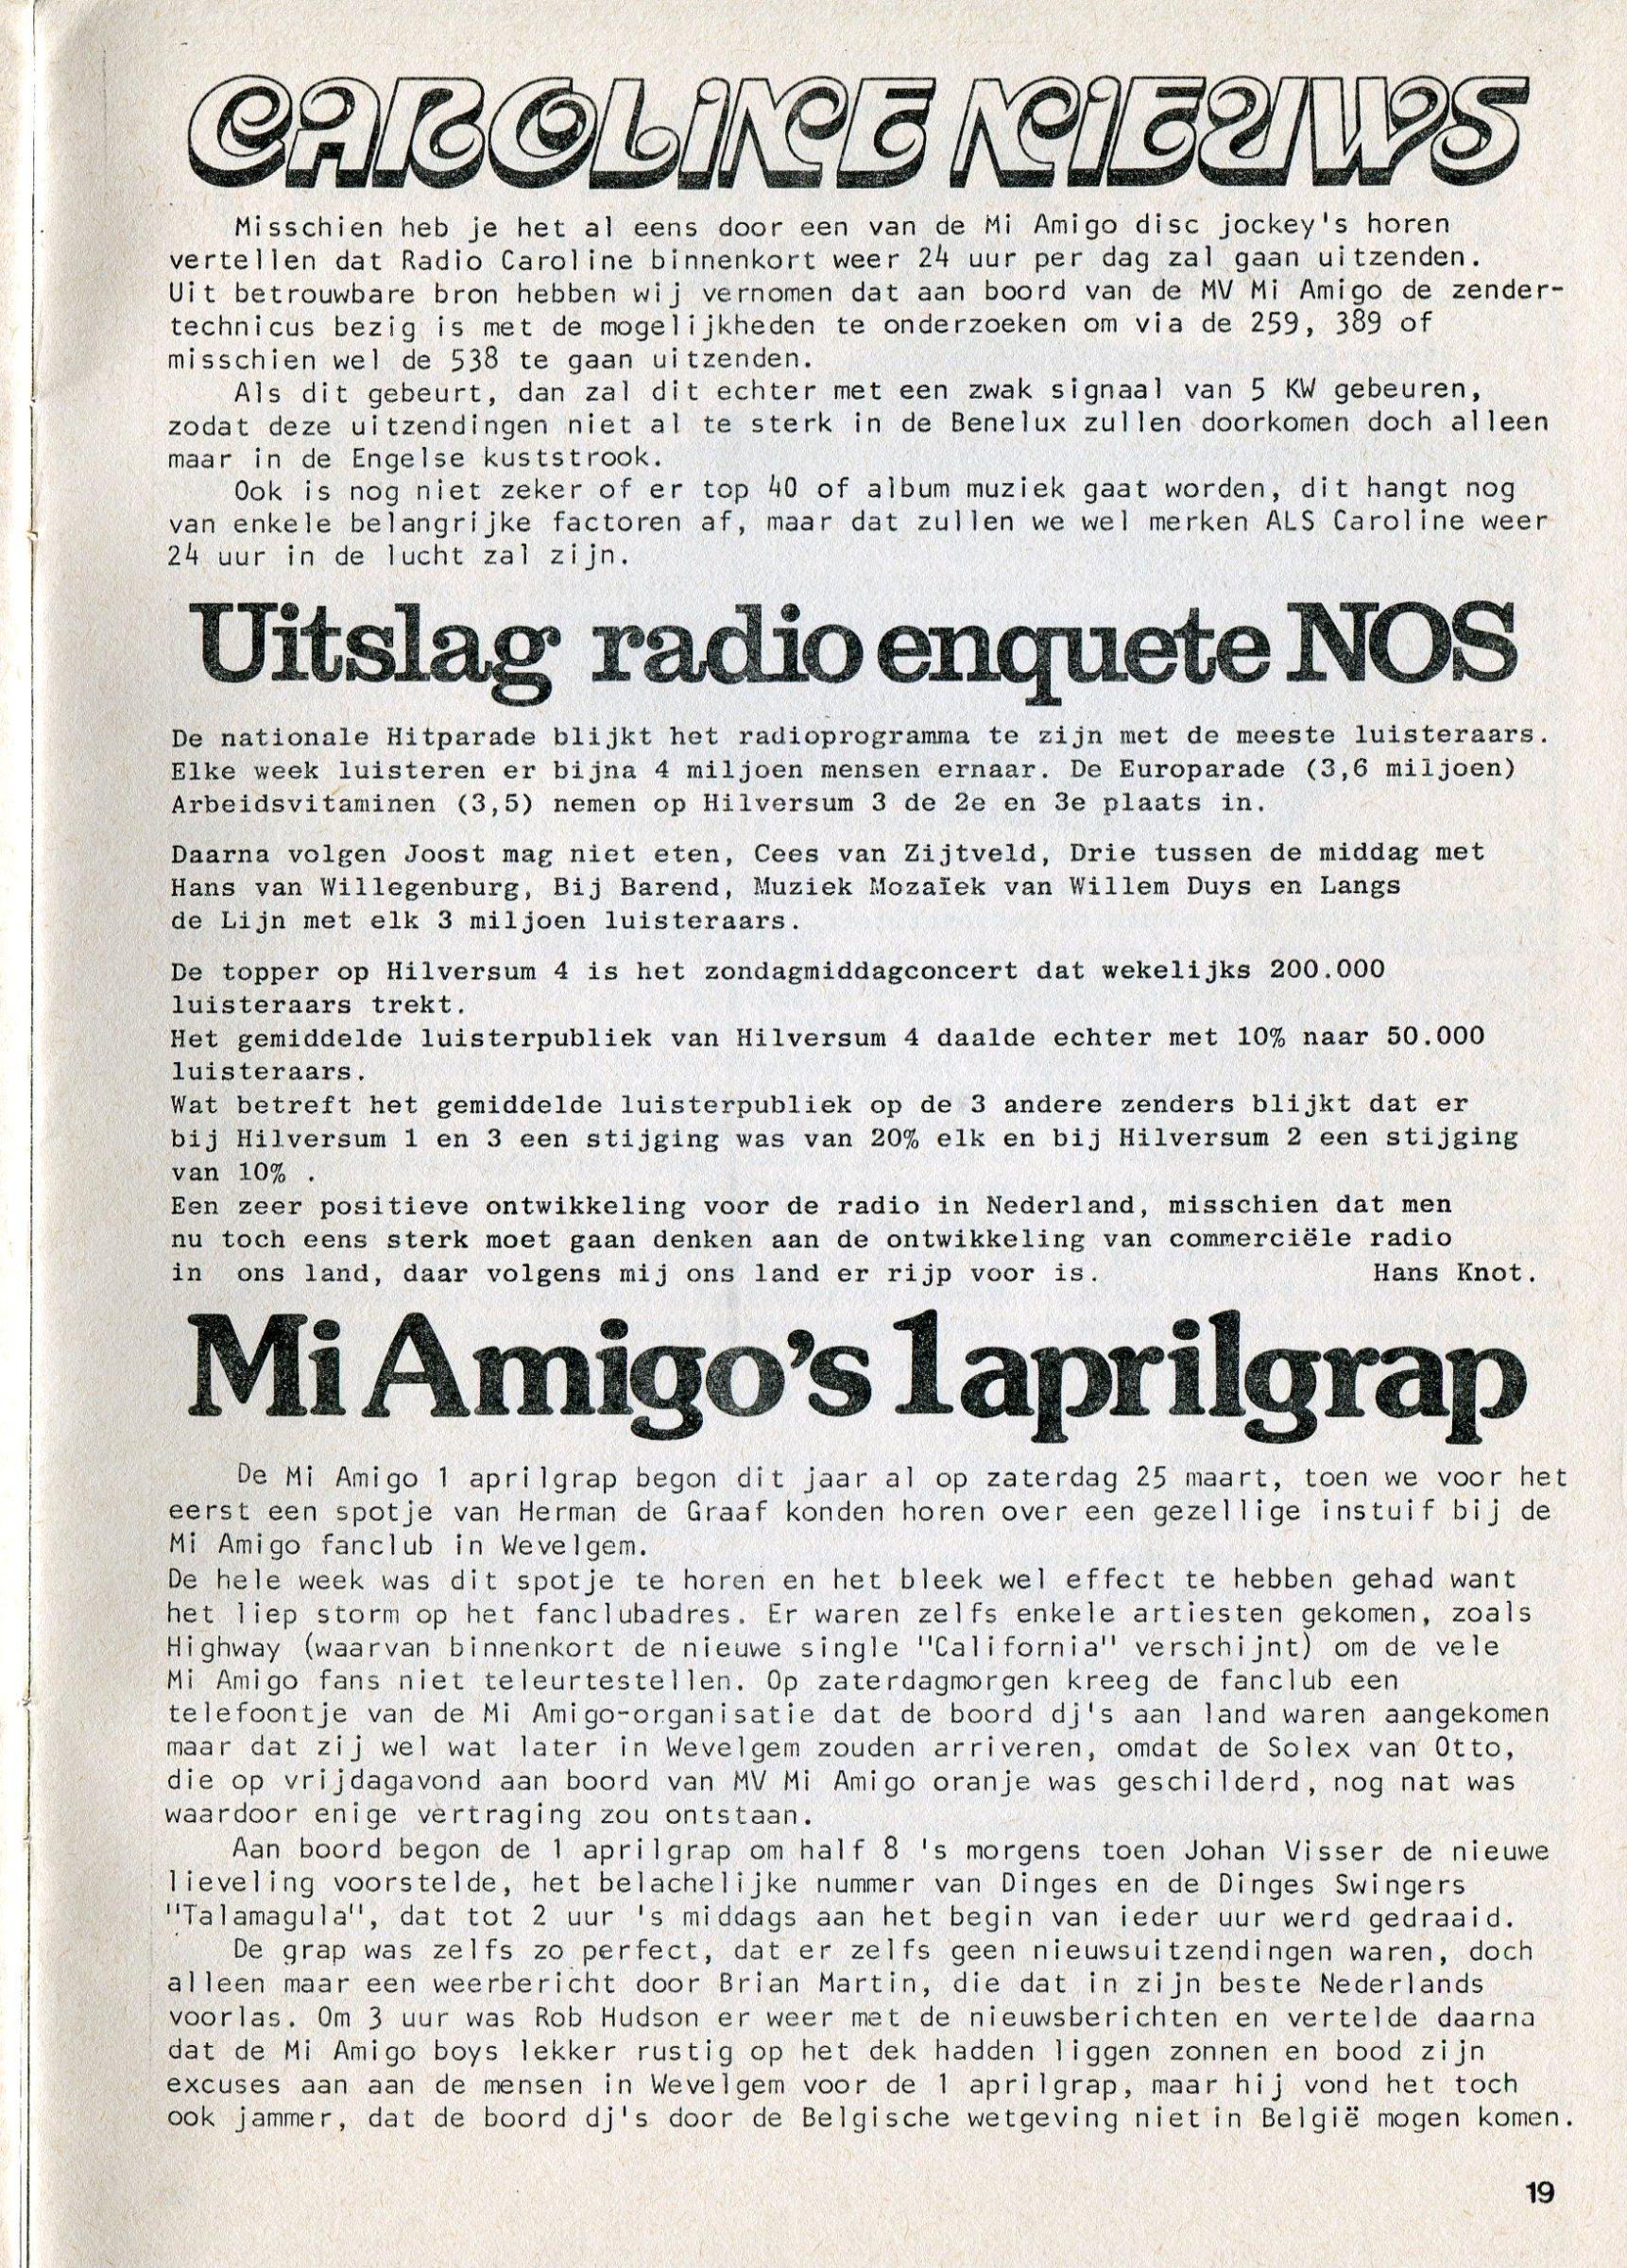 CAROLINE NIEUWS
Misschien heb je het al eens door een van de Mi Amigo disc jockey's horen
vertellen dat Radio Caroline binnenkort weer 24 uur per dag zal gaan uitzenden.
Uit betrouwbare bron hebben wij vernomen dat aan boord van de MV Mi Amigo de zender-
technicus bezig is met de mogelijkheden te onderzoeken om via de 259, 389 of
misschien wel de 538 te gaan uitzenden.
Als dit gebeurt, dan zal dit echter met een zwak signaal van 5 KW gebeuren,
zodat deze uitzendingen niet al te sterk in de Benelux zullen doorkomen doch alleen
maar in de Engelse kuststrook.
Ook is nog niet zeker of er top 40 of album muziek gaat worden, dit hangt nog
van enkele belangrijke factoren af, maar dat zullen we wel merken ALS Caroline weer
24 uur in de lucht zal zijn.
Uitslag radio enquete NOS
De nationale Hitparade blijkt het radioprogramma te zijn met de meeste luisteraars.
Elke week luisteren er bijna 4 miljoen mensen ernaar. De Europarade (3,6 miljoen)
Arbeidsvitaminen (3,5) nemen op Hilversum 3 de 2e en 3e plaats in.
Daarna volgen Joost mag niet eten, Cees van Zijtveld, Drie tussen de middag met
Hans van Willegenburg, Bij Barend, Muziek Mozaïek van Willem Duys en Langs
de Lijn met elk 3 miljoen luisteraars.
De topper op Hilversum 4 is het zondagmiddagconcert dat wekelijks 200.000
luisteraars trekt.
Het gemiddelde luisterpubliek van Hilversum 4 daalde echter met 10% naar 50.000
luisteraars.
Wat betreft het gemiddelde luisterpubliek op de 3 andere zenders blijkt dat er
bij Hilversum 1 en 3 een stijging was van 20% elk en bij Hilversum 2 een stijging
van 10% .
Een zeer positieve ontwikkeling voor de radio in Nederland, misschien dat men
nu toch eens sterk moet gaan denken aan de ontwikkeling van commerciële radio
in ons land, daar volgens mij ons land er rijp voor is. Hans Knot.
Mi Amigo's 1 aprilgrap
De Mi Amigo 1 aprilgrap begon dit jaar al op zaterdag 25 maart, toen we voor het
eerst een spotje van Herman de Graaf konden horen over een gezellige instuif bij de
Mi Amigo fanclub in Wevelgem.
De hele week was dit spotje te horen en het bleek wel effect te hebben gehad want
het liep storm op het fanclubadres. Er waren zelfs enkele artiesten gekomen, zoals
Highway (waarvan binnenkort de nieuwe single "California" verschijnt) om de vele
Mi Amigo fans niet teleurtestellen. Op zaterdagmorgen kreeg de fanclub een
telefoontje van de Mi Amigo-organisatie dat de boord dj's aan land waren aangekomen
maar dat zij wel wat later in Wevelgem zouden arriveren, omdat de Solex van Otto,
die op vrijdagavond aan boord van MV Mi Amigo oranje was geschilderd, nog nat was
waardoor enige vertraging zou ontstaan.
Aan boord begon de 1 aprilgrap om half 8 's morgens toen Johan Visser de nieuwe
lieveling voorstelde, het belachelijke nummer van Dinges en de Dinges Swingers
"Talamagula", dat tot 2 uur 's middags aan het begin van ieder uur werd gedraaid.
De grap was zelfs zo perfect, dat er zelfs geen nieuwsuitzendingen waren, doch
alleen maar een weerbericht door Brian Martin, die dat in zijn beste Nederlands
voorlas. Om 3 uur was Rob Hudson er weer met de nieuwsberichten en vertelde daarna
dat de Mi Amigo boys lekker rustig op het dek hadden liggen zonnen en bood zijn
excuses aan aan de mensen in Wevelgem voor de 1 aprilgrap, maar hij vond het toch
ook jammer, dat de boord dj's door de Belgische wetgeving niet in België mogen komen.
19